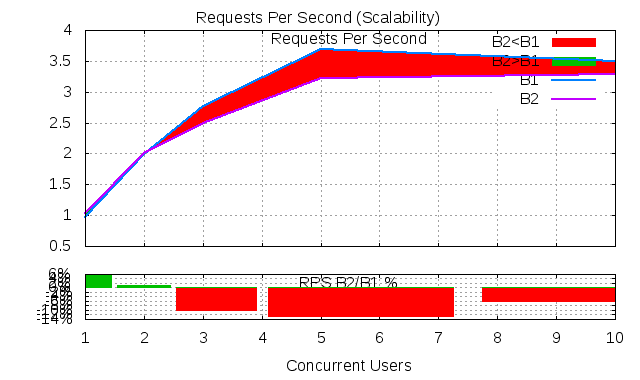 Requests Per Second (Scalability)
Requests Per Second
B2<B1
B2>B1
B1
B2
4
3.5
3
2.5
2
1.5
1
0.5
RPS B2/B1 %
6%
-14%
1 2 3 4 5 6 7 8 9 10
Concurrent Users